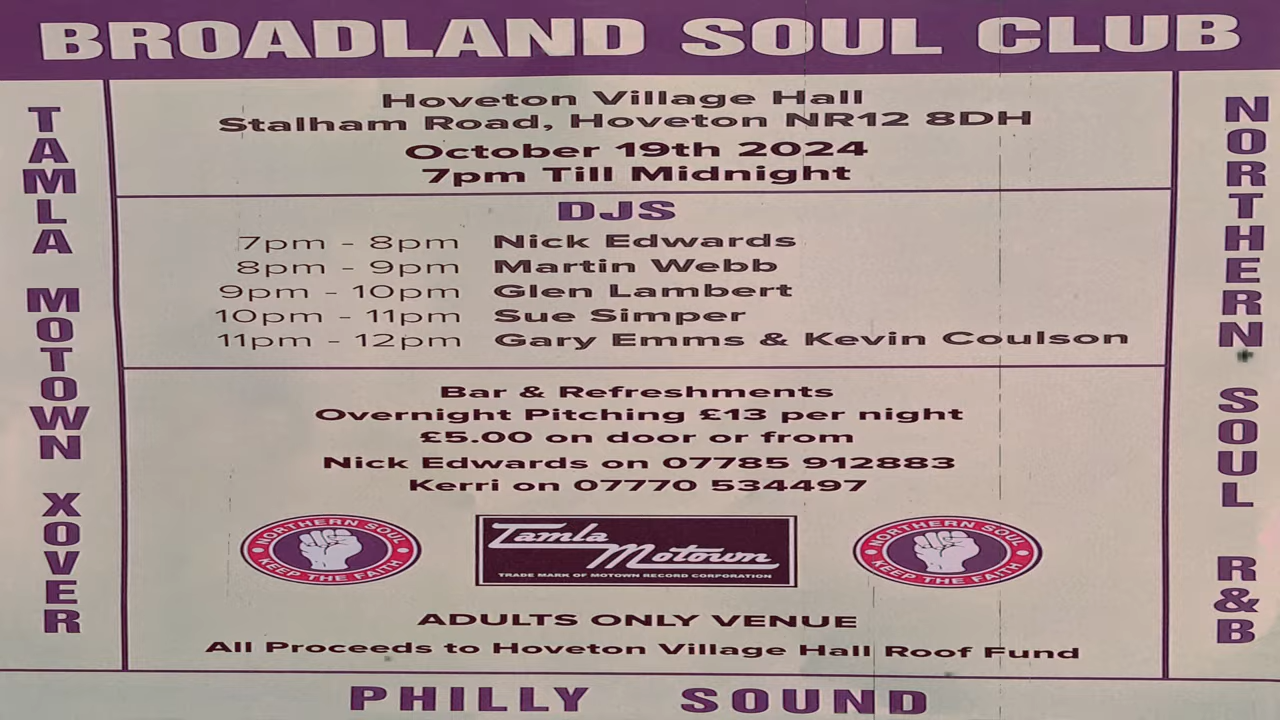 BROADLAND SOUL CLUB
TAMLA MOTOWN XOVER
Hoveton Village Hall
Stalham Road, Hoveton NR12 8DH
October 19th 2024
7pm Till Midnight
DJS
7pm - 8pm Nick Edwards
8pm - 9pm Martin Webb
9pm - 10pm Glen Lambert
10pm - 11pm Sue Simper
11pm - 12pm Gary Emms & Kevin Coulson
Bar & Refreshments
Overnight Pitching £13 per night
£5.00 on door or from
Nick Edwards on 07785 912883
Kerri on 07770 534497
NORTHERN SOUL
KEEP THE FAITH
Tamla
Motown
TRADE MARK OF MOTOWN RECORD CORPORATION
NORTHERN SOUL
KEEP THE FAITH
ADULTS ONLY VENUE
All Proceeds to Hoveton Village Hall Roof Fund
NORTHERN SOUL R&B
PHILLY SOUND